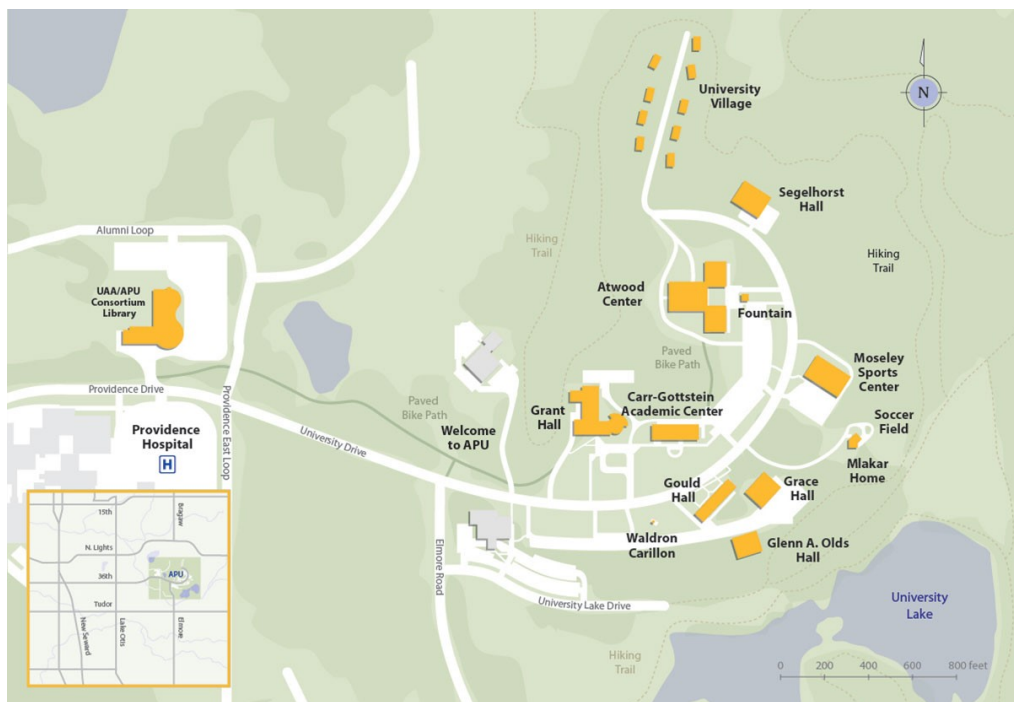 University
Village
N
Segelhorst
Hall
Alumni Loop
Hiking
Trail
Hiking
Trail
UAA/APU
Consortium
Library
Atwood
Center
Fountain
Paved
Bike Path
Moseley
Sports
Center
Providence Drive
Providence East Loop
Paved
Bike Path
Carr-Gottstein
Academic Center
Grant
Hall
Soccer
Field
Welcome
to APU
University Drive
Providence
Hospital
H
Mlakar
Home
Gould
Hall
Grace
Hall
Waldron
Carillon
Glenn A. Olds
Hall
Elmore Road
University Lake Drive
University
Lake
Hiking
Trail
0 200 400 600 800 feet
15th
Bragaw
N. Lights
36th
APU
Tudor
New Seward
Lake Otis
Elmore